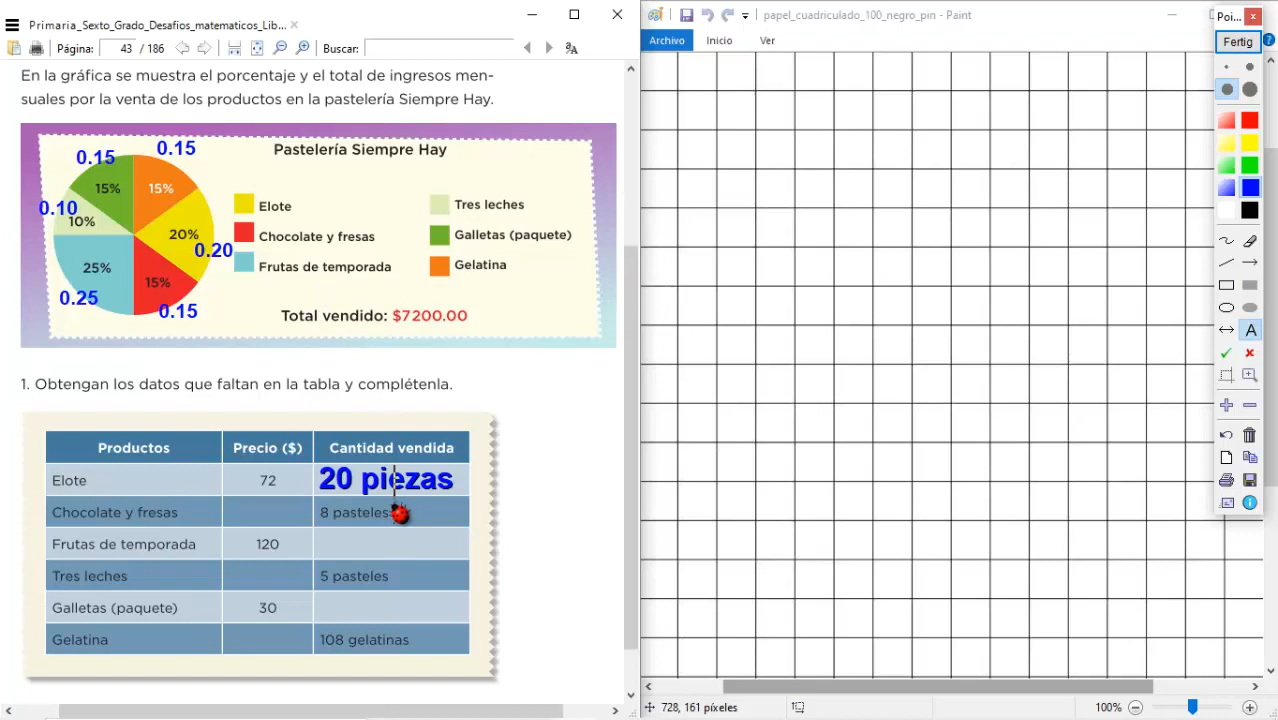 Primaria_Sexto_Grado_Desafios_matematicos_Lib...
Página: 43 / 186 Buscar:
En la gráfica se muestra el porcentaje y el total de ingresos men-
suales por la venta de los productos en la pastelería Siempre Hay.
Pastelería Siempre Hay
0.15 0.15
15% 15%
0.10 10%
20% 0.20
25% 0.25
15% 0.15
Elote
Chocolate y fresas
Frutas de temporada
Tres leches
Galletas (paquete)
Gelatina
Total vendido: $7200.00
1. Obtengan los datos que faltan en la tabla y complétenla.
Productos Precio ($) Cantidad vendida
Elote 72 20 piezas
Chocolate y fresas 8 pasteles
Frutas de temporada 120
Tres leches 5 pasteles
Galletas (paquete) 30
Gelatina 108 gelatinas
papel_cuadriculado_100_negro_pin - Paint
Archivo Inicio Ver
Poi...
Fertig
A
728, 161 píxeles
100%